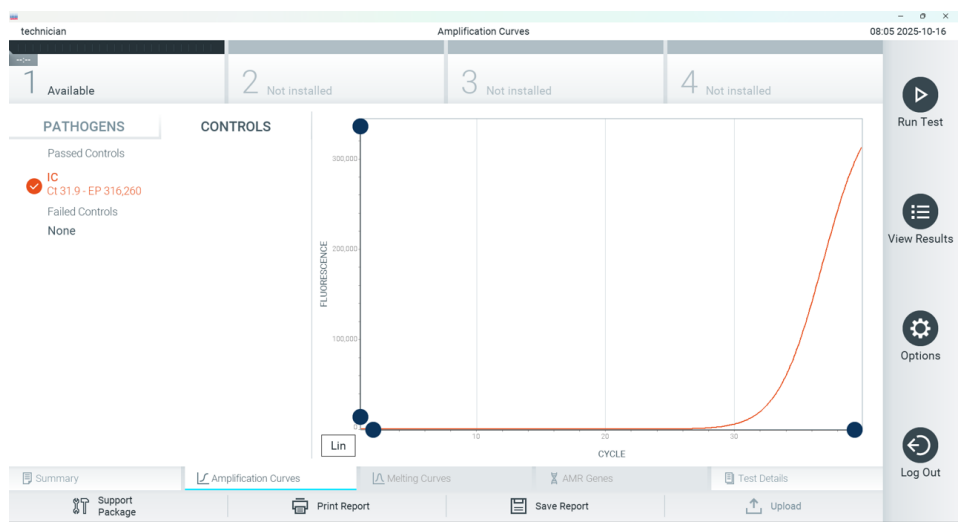 technician
Amplification Curves
08:05 2025-10-16
--:--
1 Available
2 Not installed
3 Not installed
4 Not installed
PATHOGENS
CONTROLS
Passed Controls
IC
Ct 31.9 - EP 316,260
Failed Controls
None
300,000
200,000
100,000
0
FLUORESCENCE
10
20
30
CYCLE
Lin
Run Test
View Results
Options
Log Out
Summary
Amplification Curves
Melting Curves
AMR Genes
Test Details
Support
Package
Print Report
Save Report
Upload